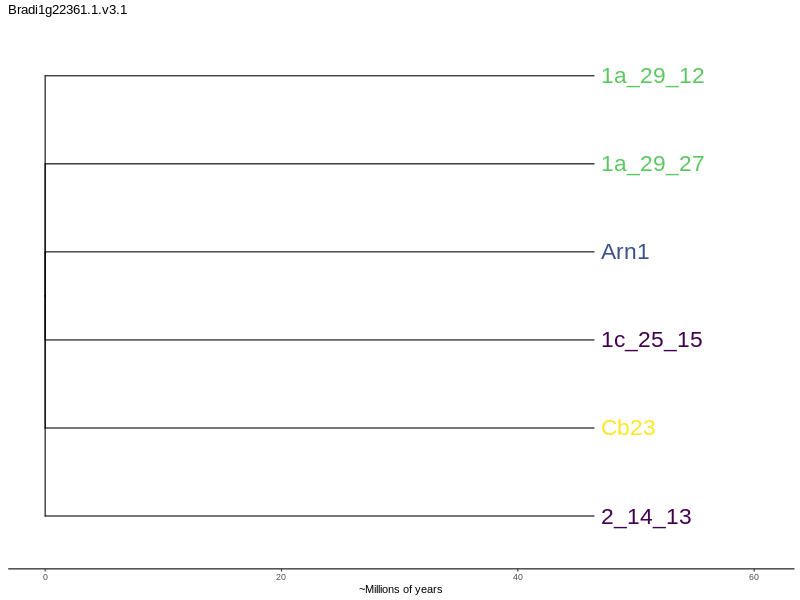 Bradi1g22361.1.v3.1
1a_29_12
1a_29_27
Arn1
1c_25_15
Cb23
2_14_13
0 20 40 60
~Millions of years